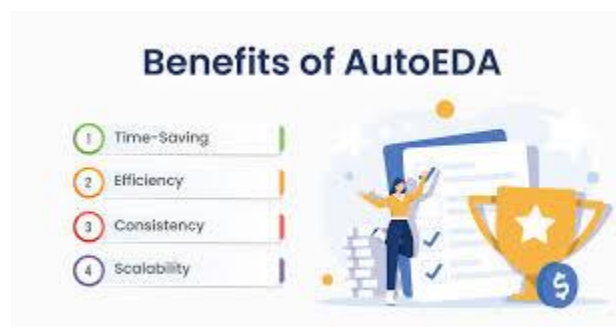 Benefits of AutoEDA
1 Time-Saving
2 Efficiency
3 Consistency
4 Scalability
$